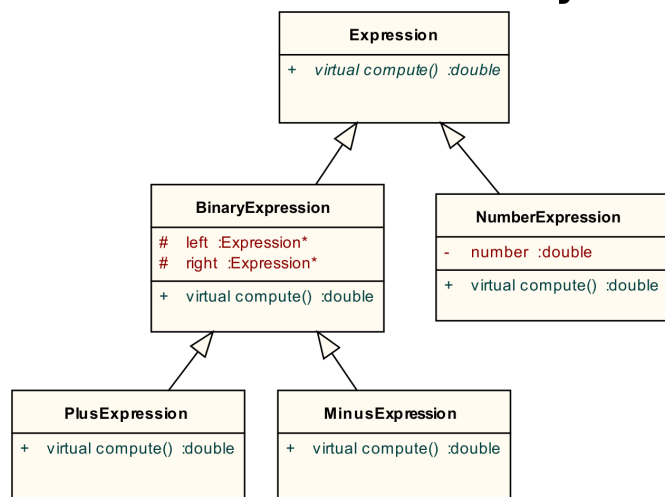 Expression
+ virtual compute() :double
BinaryExpression
# left :Expression*
# right :Expression*
+ virtual compute() :double
NumberExpression
- number :double
+ virtual compute() :double
PlusExpression
+ virtual compute() :double
MinusExpression
+ virtual compute() :double